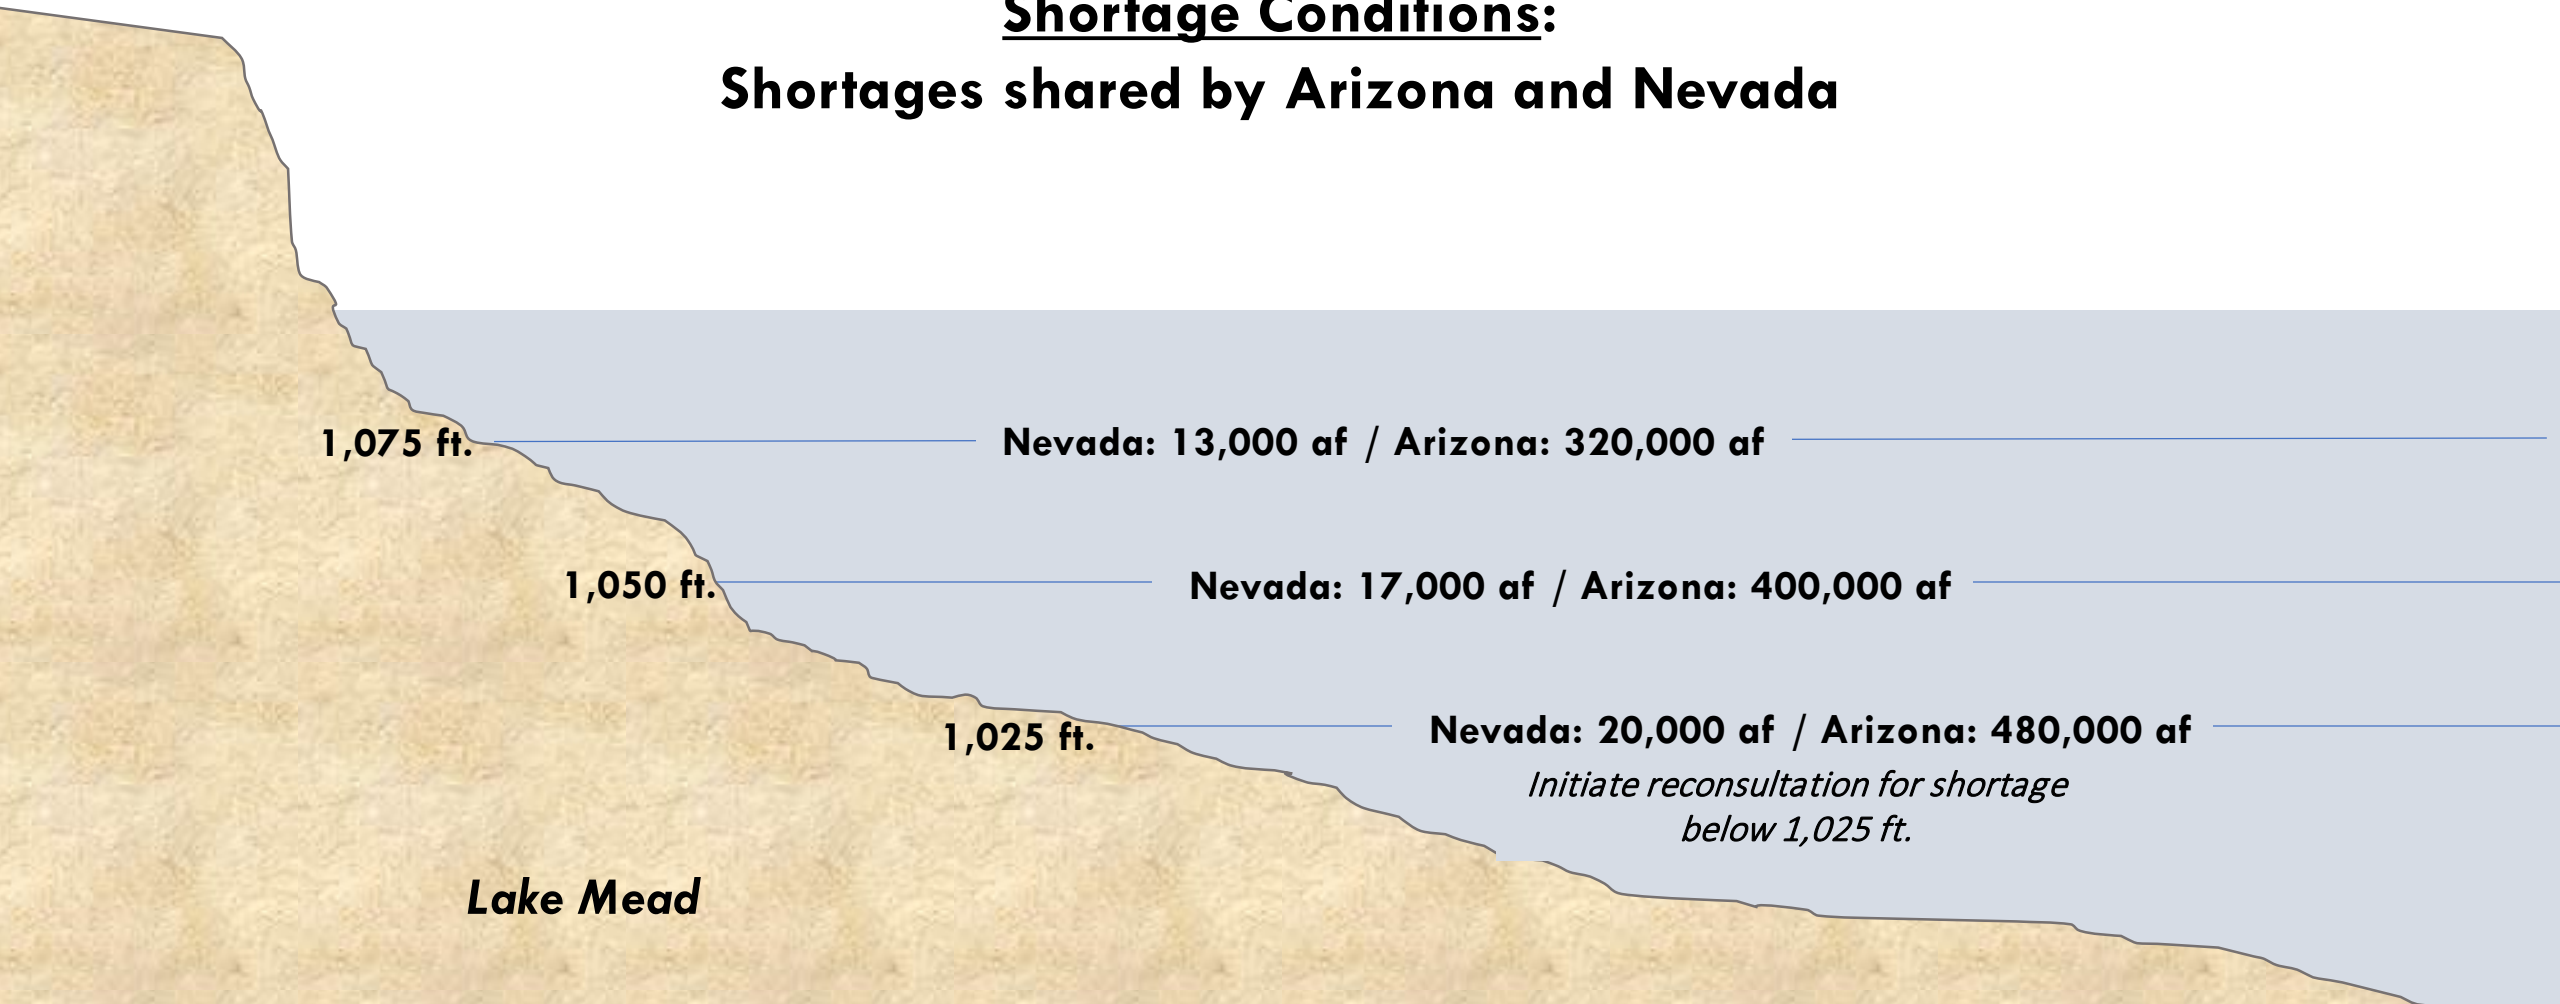 Shortage Conditions:
Shortages shared by Arizona and Nevada
1,075 ft.
Nevada: 13,000 af / Arizona: 320,000 af
1,050 ft.
Nevada: 17,000 af / Arizona: 400,000 af
1,025 ft.
Nevada: 20,000 af / Arizona: 480,000 af
Initiate reconsultation for shortage
below 1,025 ft.
Lake Mead